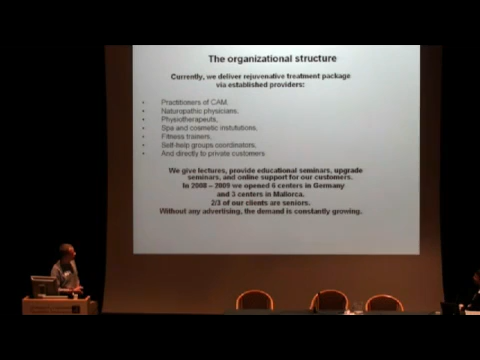 The organizational structure
Currently, we deliver rejuvenative treatment package
via established providers:
• Practitioners of CAM,
• Naturopathic physicians,
• Physiotherapeuts,
• Spa and cosmetic instututions,
• Fitness trainers,
• Self-help groups coordinators,
• And directly to private customers.
We give lectures, provide educational seminars, upgrade
seminars, and online support for our customers.
In 2008 – 2009 we opened 6 centers in Germany
and 3 centers in Mallorca.
2/3 of our clients are seniors.
Without any advertising, the demand is constantly growing.